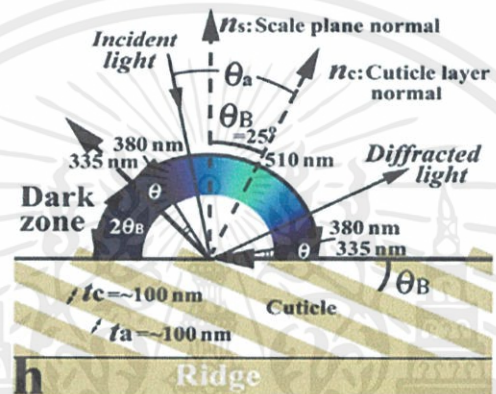 Incident
light
ns: Scale plane normal
θa
nc: Cuticle layer
normal
θB
=25°
380 nm
335 nm
510 nm
Diffracted
light
Dark
zone
θ
2θB
380 nm
335 nm
θ
θB
tc=~100 nm
Cuticle
ta=~100 nm
h
Ridge